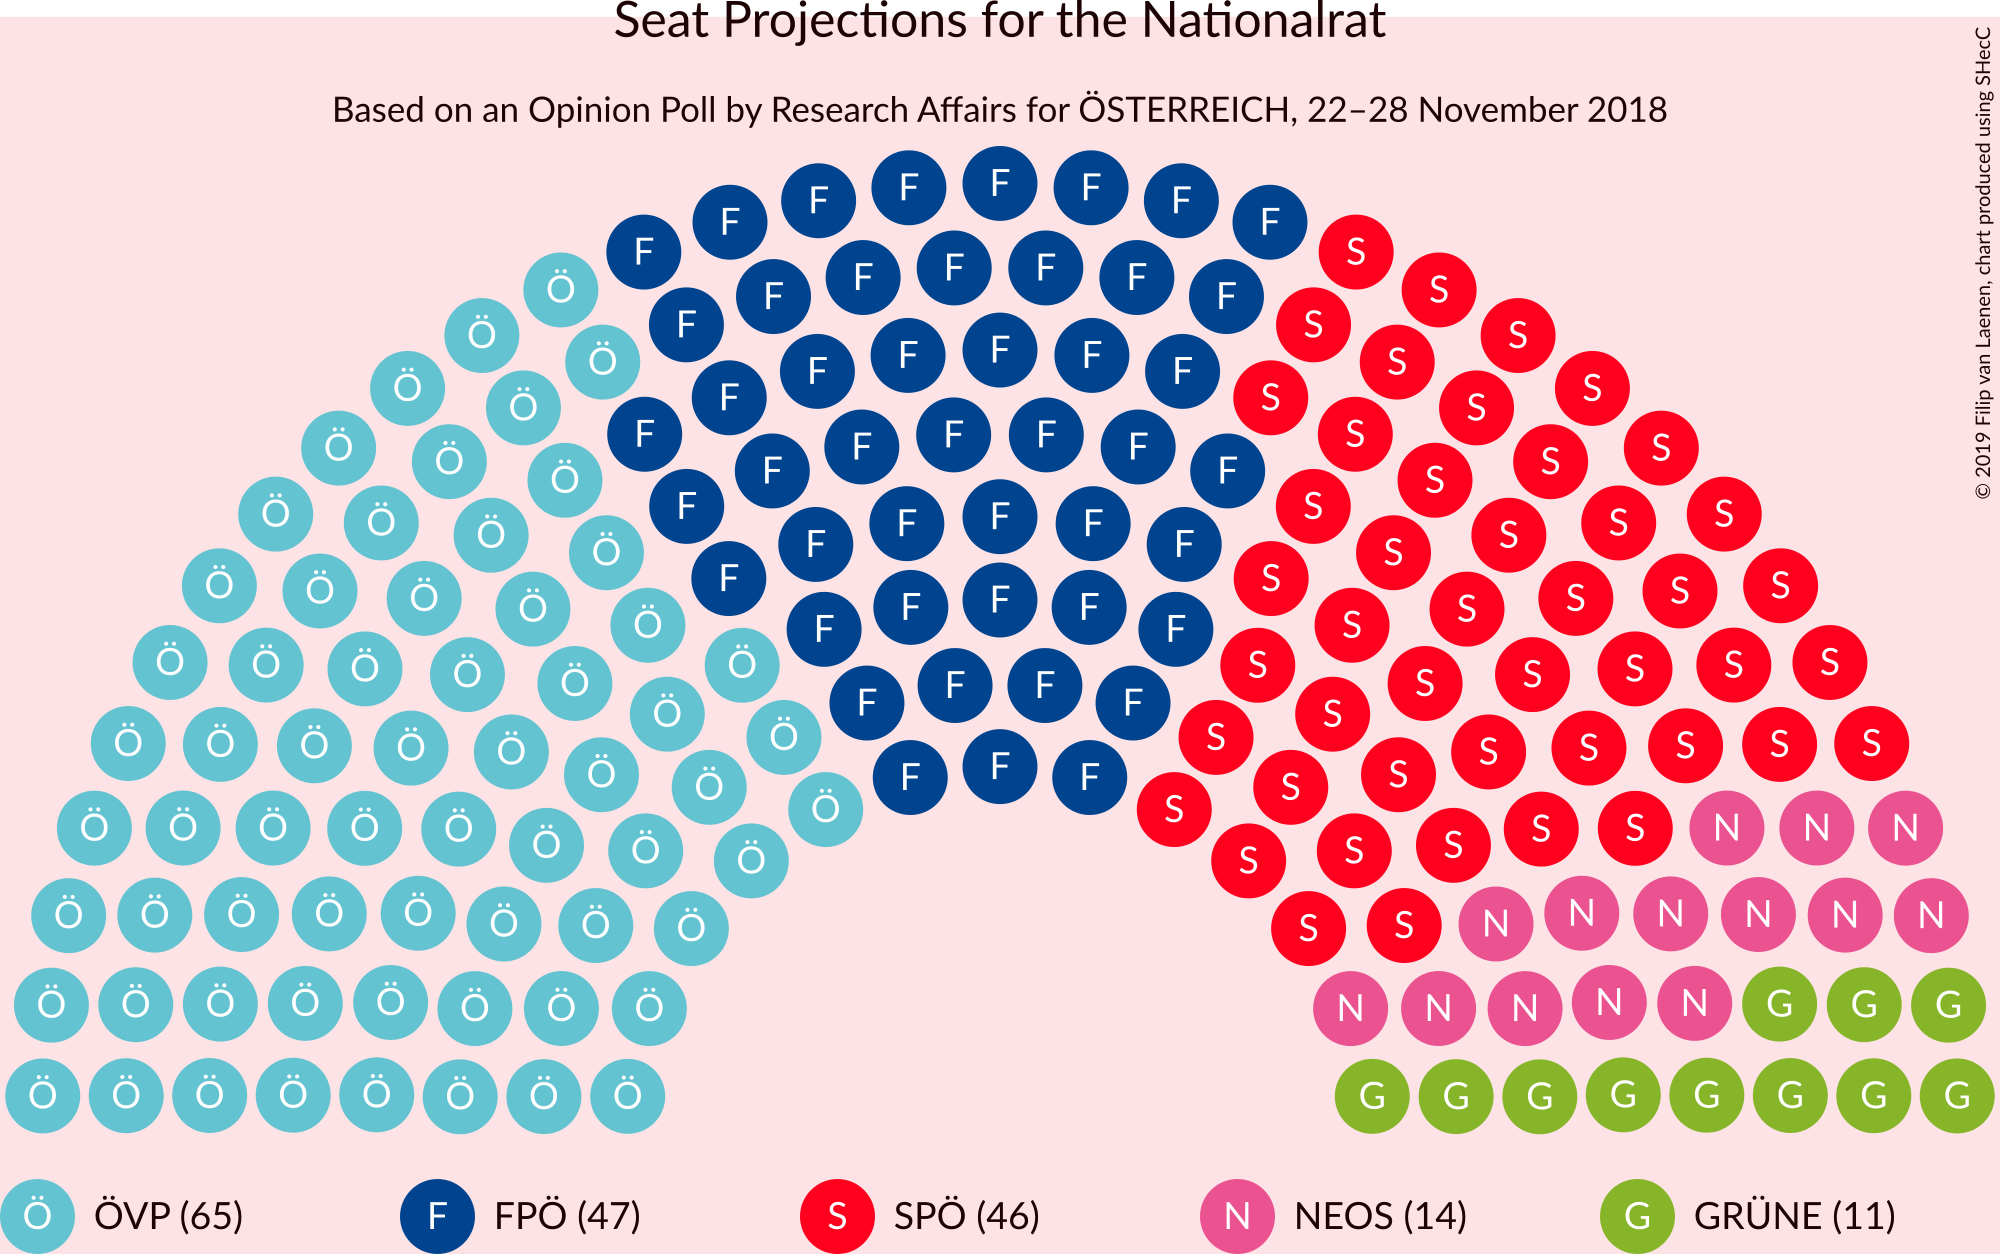 Seat Projections for the Nationalrat
Based on an Opinion Poll by Research Affairs for ÖSTERREICH, 22–28 November 2018
© 2019 Filip van Laenen, chart produced using SHecC
F F F F F F F F F S S
Ö Ö Ö Ö Ö Ö Ö Ö Ö Ö Ö Ö Ö Ö Ö Ö Ö Ö Ö Ö Ö Ö Ö Ö Ö Ö Ö Ö Ö Ö Ö Ö Ö Ö Ö Ö Ö Ö Ö Ö Ö Ö Ö Ö Ö Ö Ö Ö Ö Ö Ö Ö Ö Ö Ö Ö Ö Ö Ö Ö Ö Ö Ö Ö Ö
F F F F F F F F F F F F F F F F F F F F F F F F F F F F F F F F F F F F F F
S S S S S S S S S S S S S S S S S S S S S S S S S S S S S S S S S S S S S S S S S S S S
N N N N N N N N N N N N N N
G G G G G G G G G G G
Ö ÖVP (65) F FPÖ (47) S SPÖ (46) N NEOS (14) G GRÜNE (11)